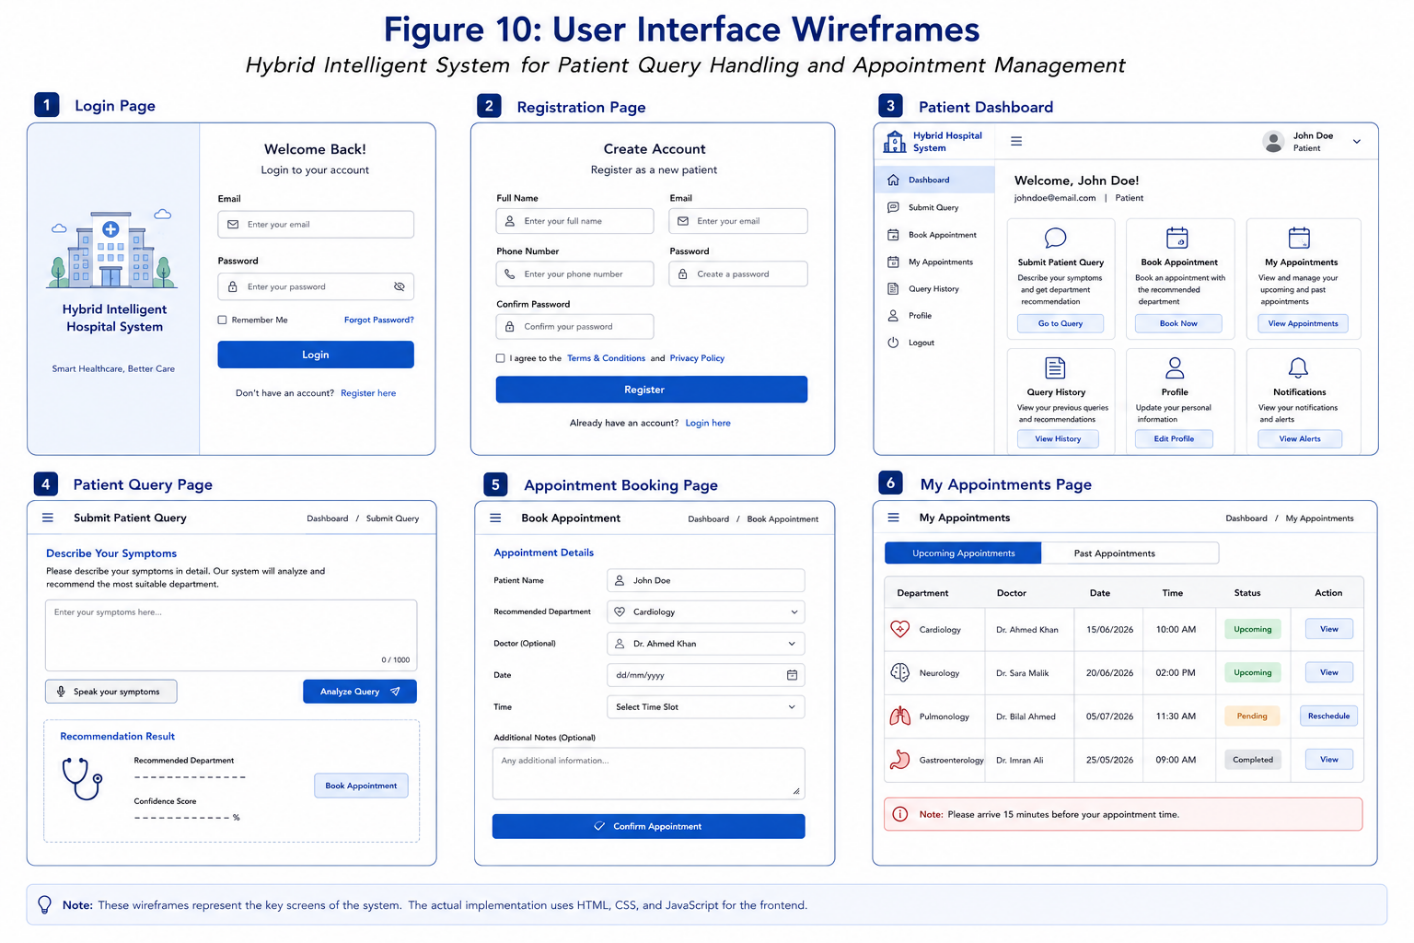 Figure 10: User Interface Wireframes
Hybrid Intelligent System for Patient Query Handling and Appointment Management
1 Login Page
Hybrid Intelligent
Hospital System
Smart Healthcare, Better Care
Welcome Back!
Login to your account
Email
Enter your email
Password
Enter your password
Remember Me Forgot Password?
Login
Don't have an account? Register here
2 Registration Page
Create Account
Register as a new patient
Full Name Email
Enter your full name Enter your email
Phone Number Password
Enter your phone number Create a password
Confirm Password
Confirm your password
I agree to the Terms & Conditions and Privacy Policy
Register
Already have an account? Login here
3 Patient Dashboard
Hybrid Hospital
System
John Doe
Patient
Dashboard
Submit Query
Book Appointment
My Appointments
Query History
Profile
Logout
Welcome, John Doe!
johndoe@email.com | Patient
Submit Patient Query
Describe your symptoms
and get department
recommendation
Go to Query
Book Appointment
Book an appointment with
the recommended
department
Book Now
My Appointments
View and manage your
upcoming and past
appointments
View Appointments
Query History
View your previous queries
and recommendations
View History
Profile
Update your personal
information
Edit Profile
Notifications
View your notifications
and alerts
View Alerts
4 Patient Query Page
Submit Patient Query Dashboard / Submit Query
Describe Your Symptoms
Please describe your symptoms in detail. Our system will analyze and
recommend the most suitable department.
Enter your symptoms here...
0 / 1000
Speak your symptoms Analyze Query
Recommendation Result
Recommended Department
Confidence Score
%
Book Appointment
5 Appointment Booking Page
Book Appointment Dashboard / Book Appointment
Appointment Details
Patient Name John Doe
Recommended Department Cardiology
Doctor (Optional) Dr. Ahmed Khan
Date dd/mm/yyyy
Time Select Time Slot
Additional Notes (Optional)
Any additional information...
Confirm Appointment
6 My Appointments Page
My Appointments Dashboard / My Appointments
Upcoming Appointments Past Appointments
Department Doctor Date Time Status Action
Cardiology Dr. Ahmed Khan 15/06/2026 10:00 AM Upcoming View
Neurology Dr. Sara Malik 20/06/2026 02:00 PM Upcoming View
Pulmonology Dr. Bilal Ahmed 05/07/2026 11:30 AM Pending Reschedule
Gastroenterology Dr. Imran Ali 25/05/2026 09:00 AM Completed View
Note: Please arrive 15 minutes before your appointment time.
Note: These wireframes represent the key screens of the system. The actual implementation uses HTML, CSS, and JavaScript for the frontend.